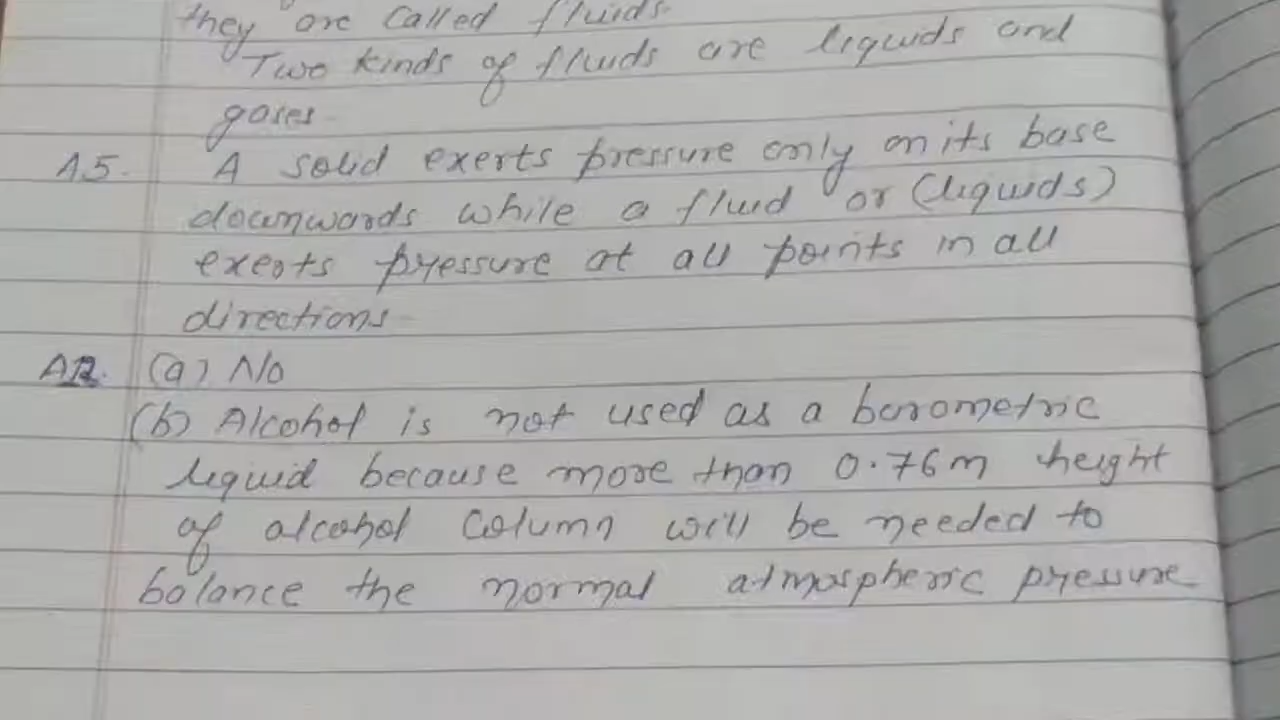 they are called fluids.
Two kinds of fluids are liquids and
gases.
A5. A solid exerts pressure only on its base
downwards while a fluid or (liquids)
exerts pressure at all points in all
directions.
A12. (a) No
(b) Alcohol is not used as a barometric
liquid because more than 0.76m height
of alcohol column will be needed to
balance the normal atmospheric pressure